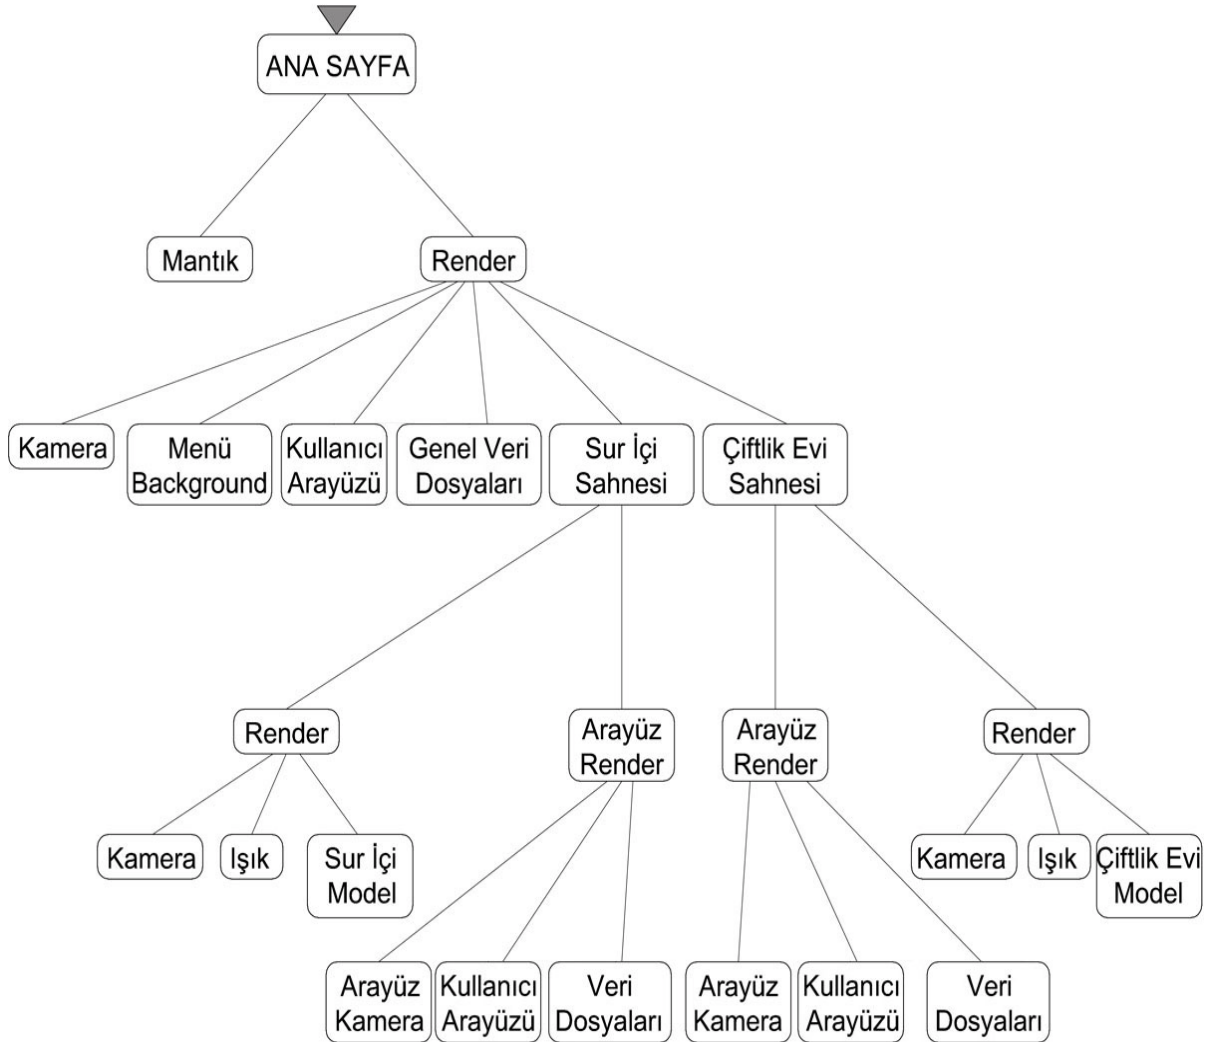 ANA SAYFA
Mantık
Render
Kamera
Menü
Background
Kullanıcı
Arayüzü
Genel Veri
Dosyaları
Sur İçi
Sahnesi
Çiftlik Evi
Sahnesi
Render
Arayüz
Render
Arayüz
Render
Render
Kamera
Işık
Sur İçi
Model
Kamera
Işık
Çiftlik Evi
Model
Arayüz
Kamera
Kullanıcı
Arayüzü
Veri
Dosyaları
Arayüz
Kamera
Kullanıcı
Arayüzü
Veri
Dosyaları